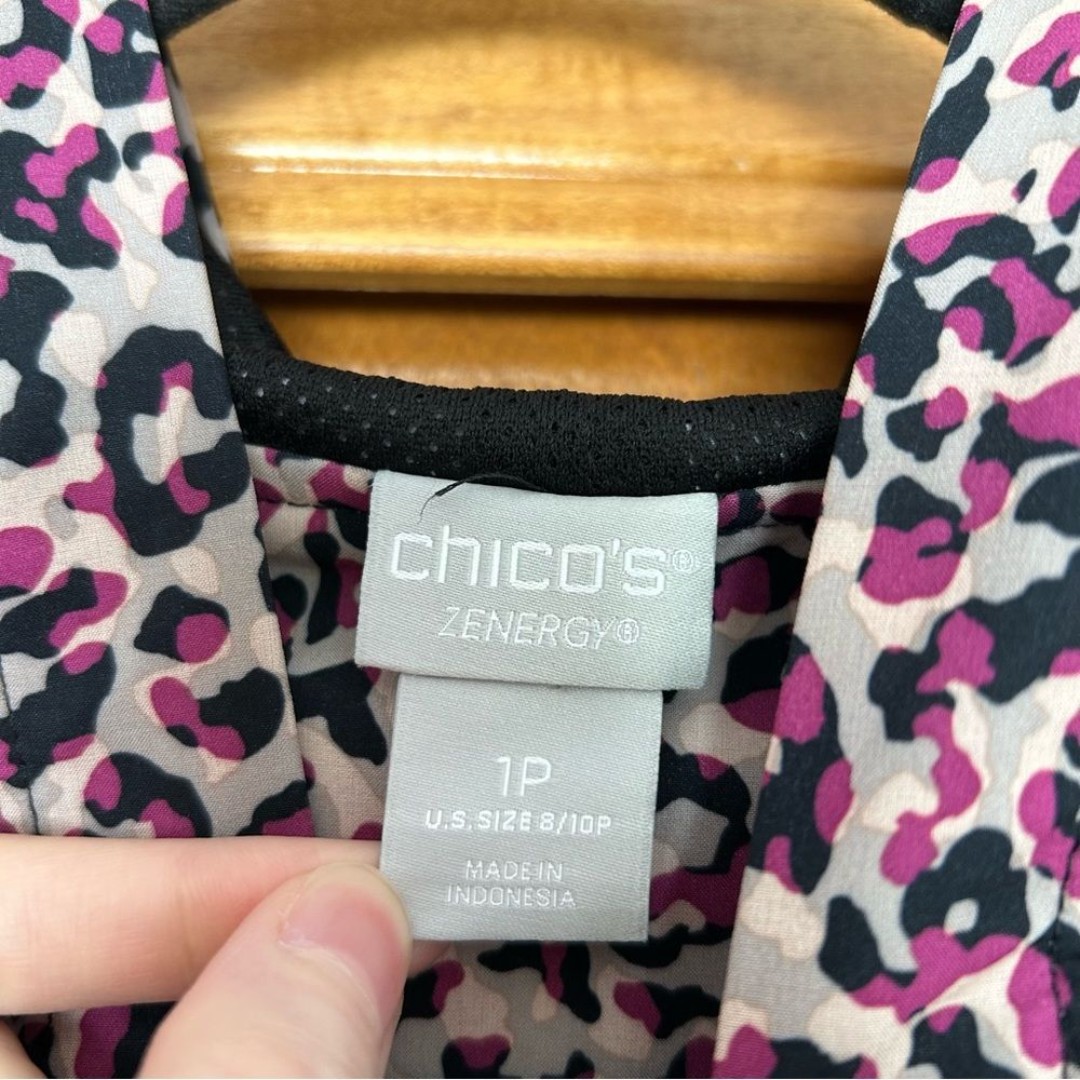 chico's®
ZENERGY®
1P
U.S. SIZE 8/10P
MADE IN
INDONESIA